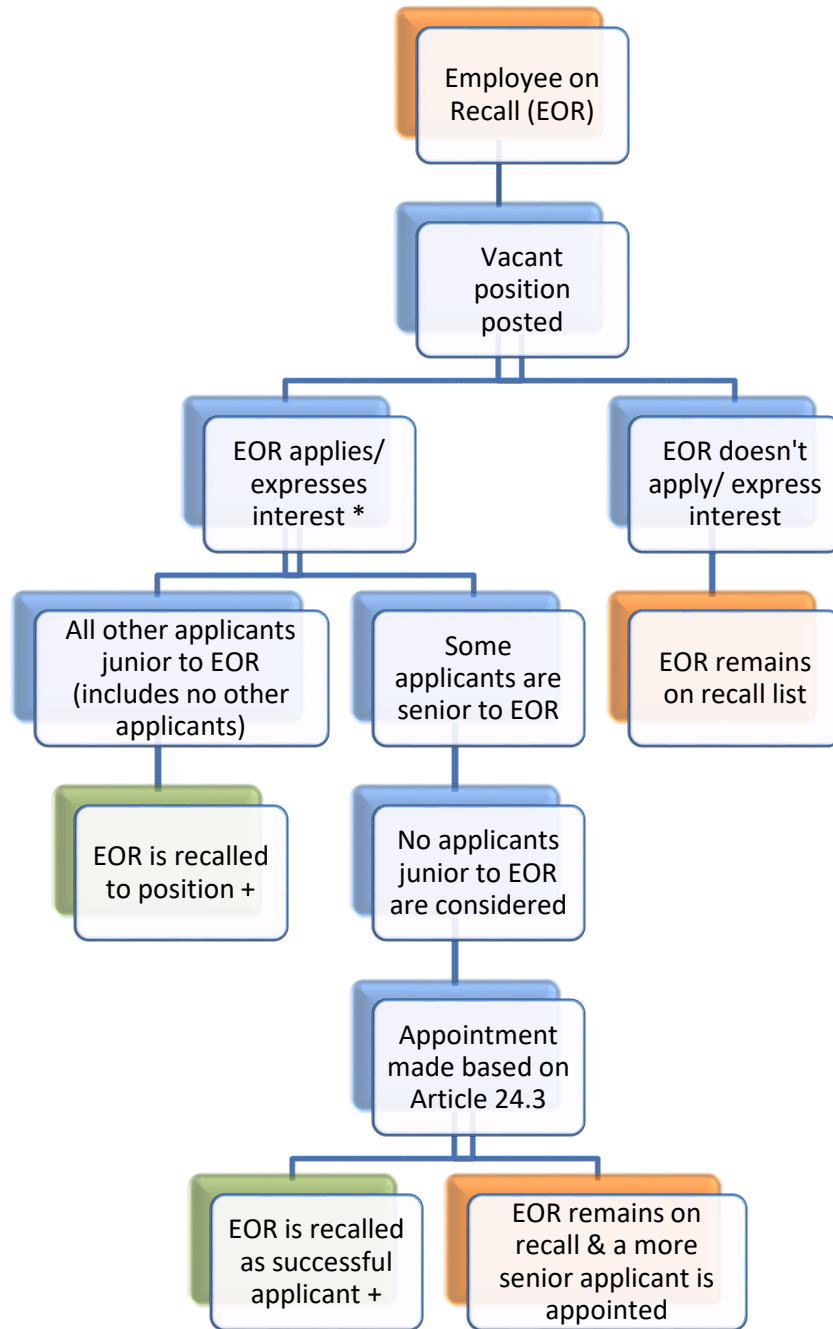 Employee on
Recall (EOR)
Vacant
position
posted
EOR applies/
expresses
interest *
EOR doesn't
apply/ express
interest
All other applicants
junior to EOR
(includes no other
applicants)
Some
applicants are
senior to EOR
EOR remains
on recall list
EOR is recalled
to position +
No applicants
junior to EOR
are considered
Appointment
made based on
Article 24.3
EOR is recalled
as successful
applicant +
EOR remains on
recall & a more
senior applicant is
appointed